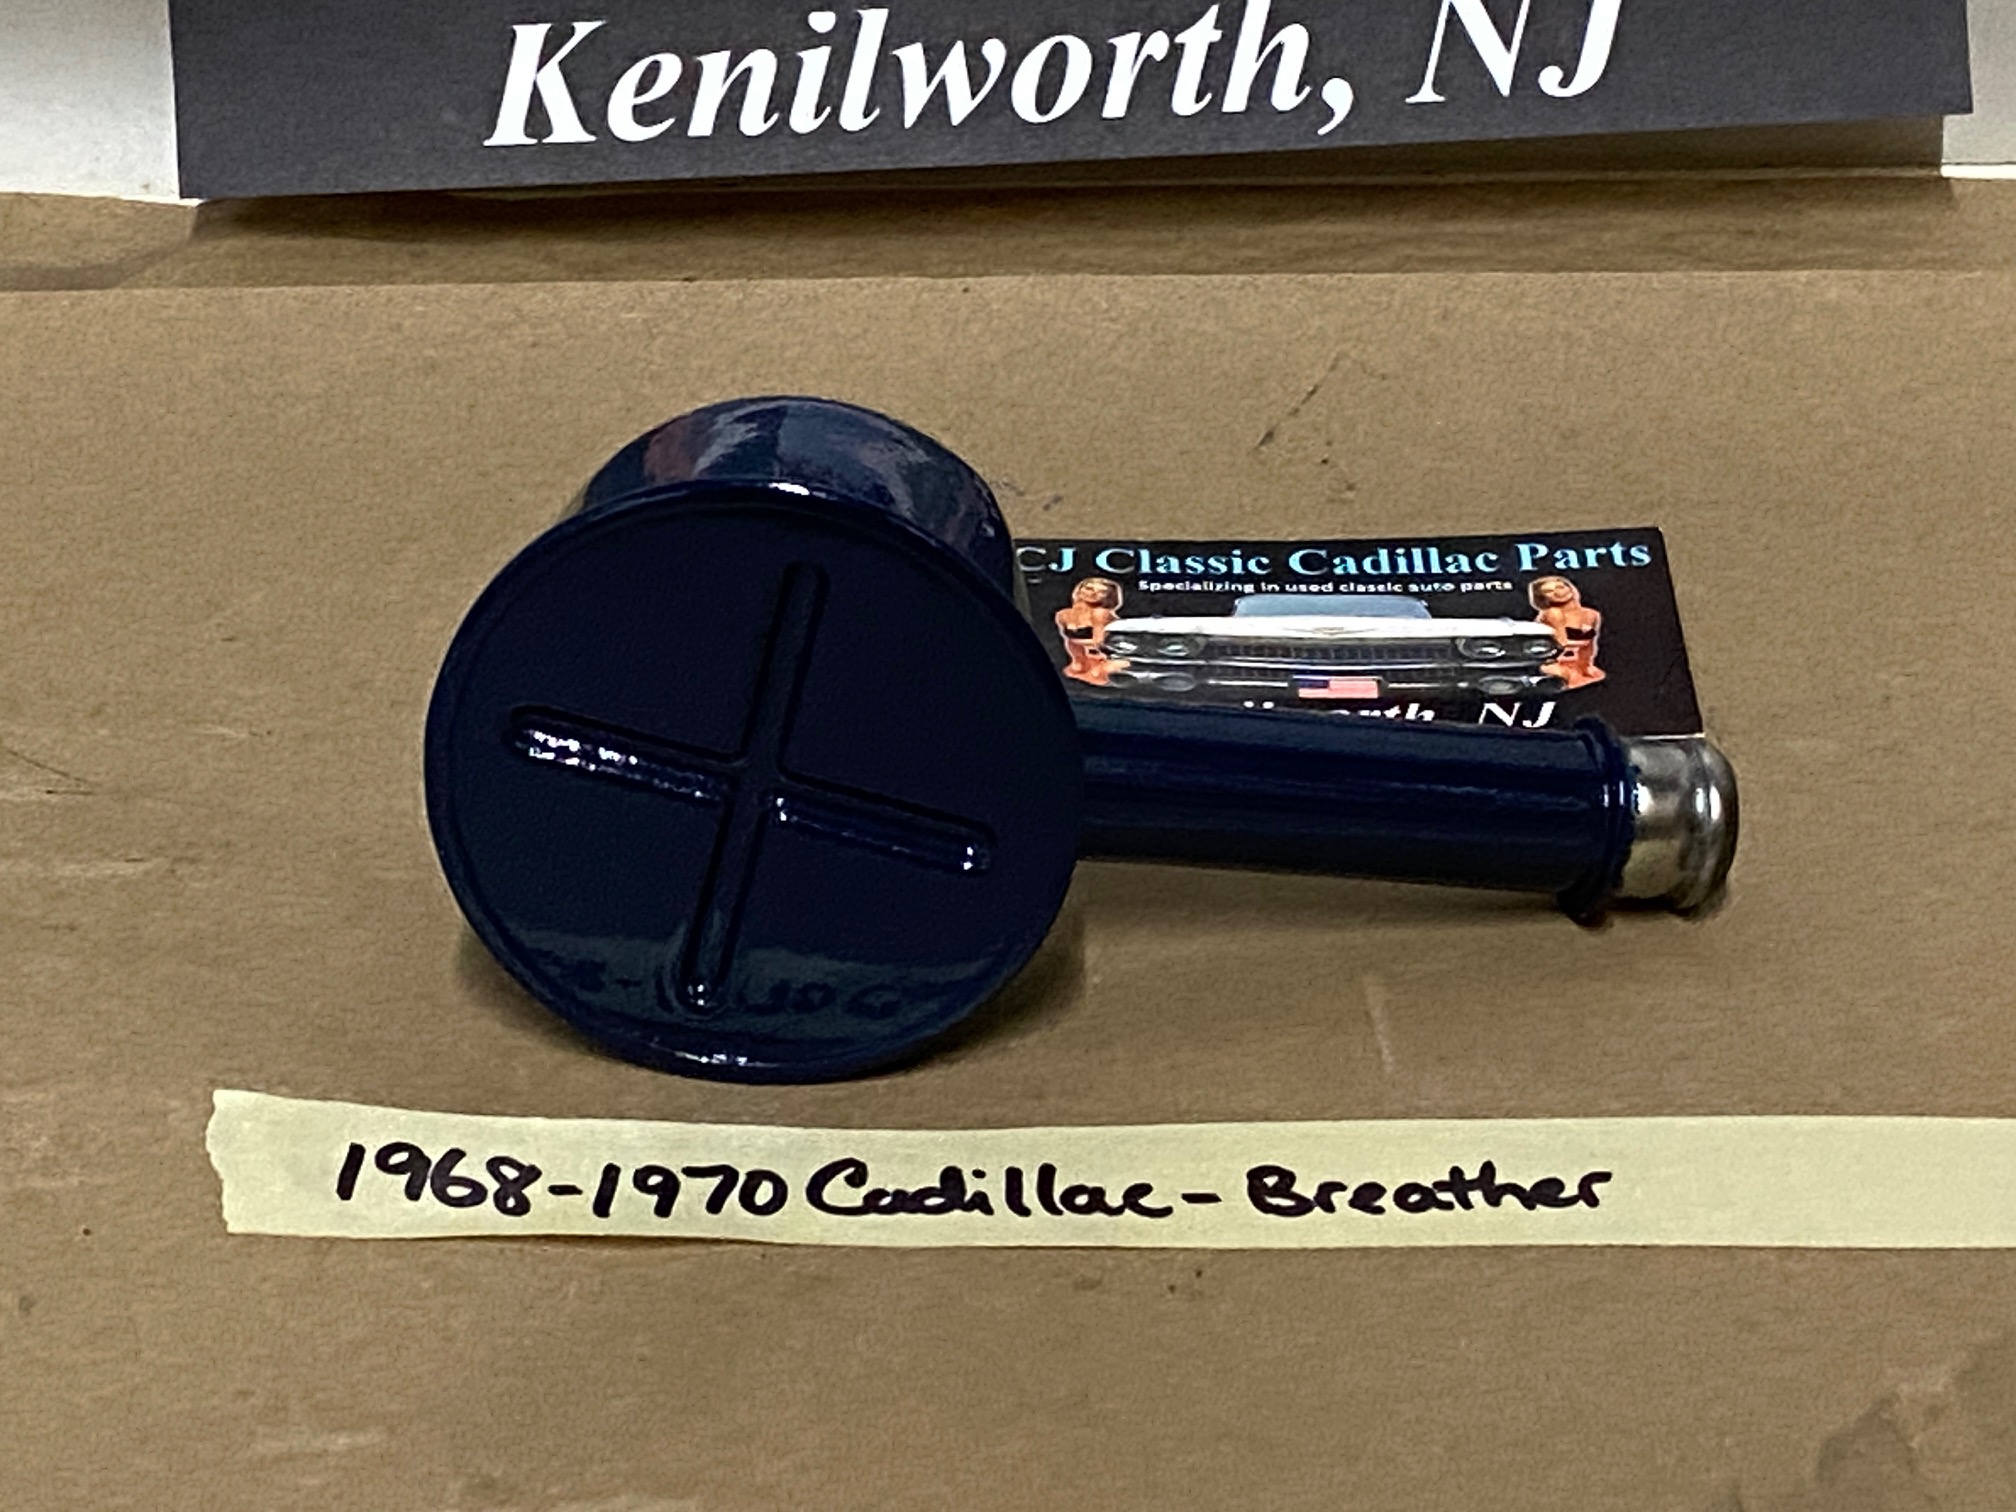 Kenilworth, NJ
CJ Classic Cadillac Parts
Specializing in used classic auto parts
NJ
1968-1970 Cadillac - Breather